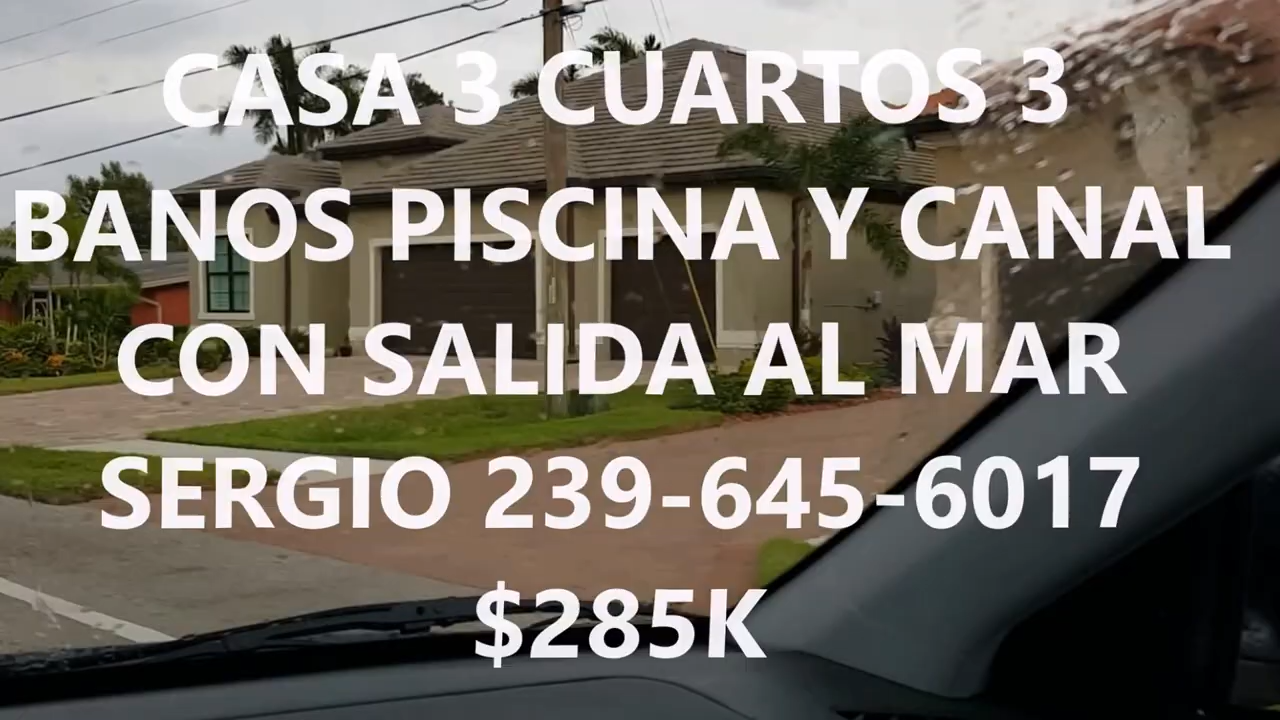 CASA 3 CUARTOS 3
BANOS PISCINA Y CANAL
CON SALIDA AL MAR
SERGIO 239-645-6017
$285K